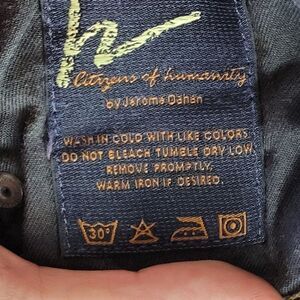 h
Citizens of humanity
by Jerome Dahan
WASH IN COLD WITH LIKE COLORS
DO NOT BLEACH TUMBLE DRY LOW.
REMOVE PROMPTLY.
WARM IRON IF DESIRED.
30°